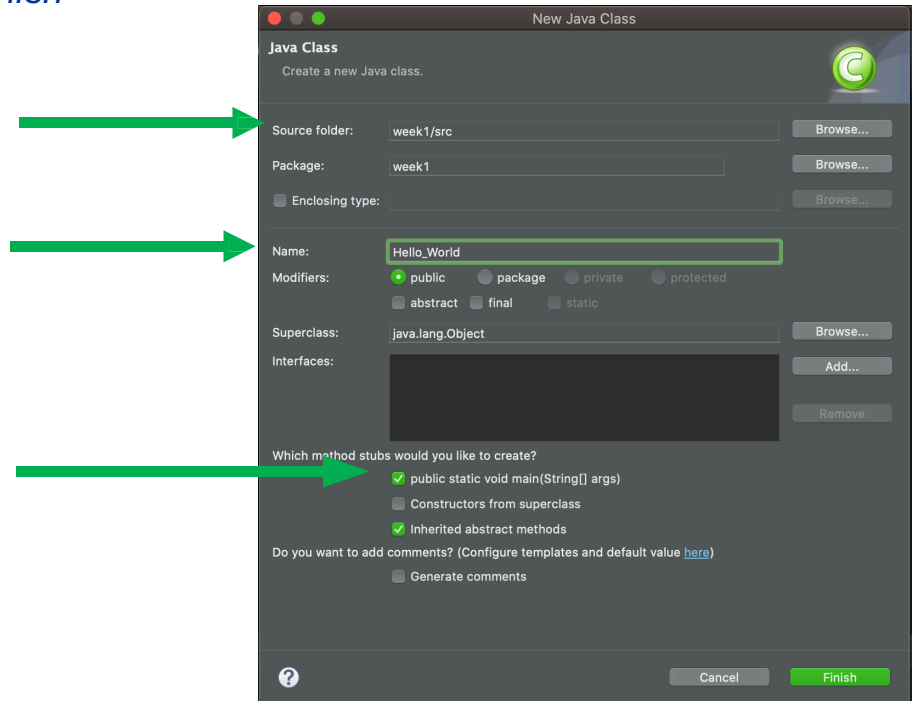 New Java Class
Java Class
Create a new Java class.
C
Source folder: week1/src Browse...
Package: week1 Browse...
Enclosing type: Browse...
Name: Hello_World
Modifiers: public package private protected
abstract final static
Superclass: java.lang.Object Browse...
Interfaces: Add...
Remove
Which method stubs would you like to create?
public static void main(String[] args)
Constructors from superclass
Inherited abstract methods
Do you want to add comments? (Configure templates and default value here)
Generate comments
? Cancel Finish